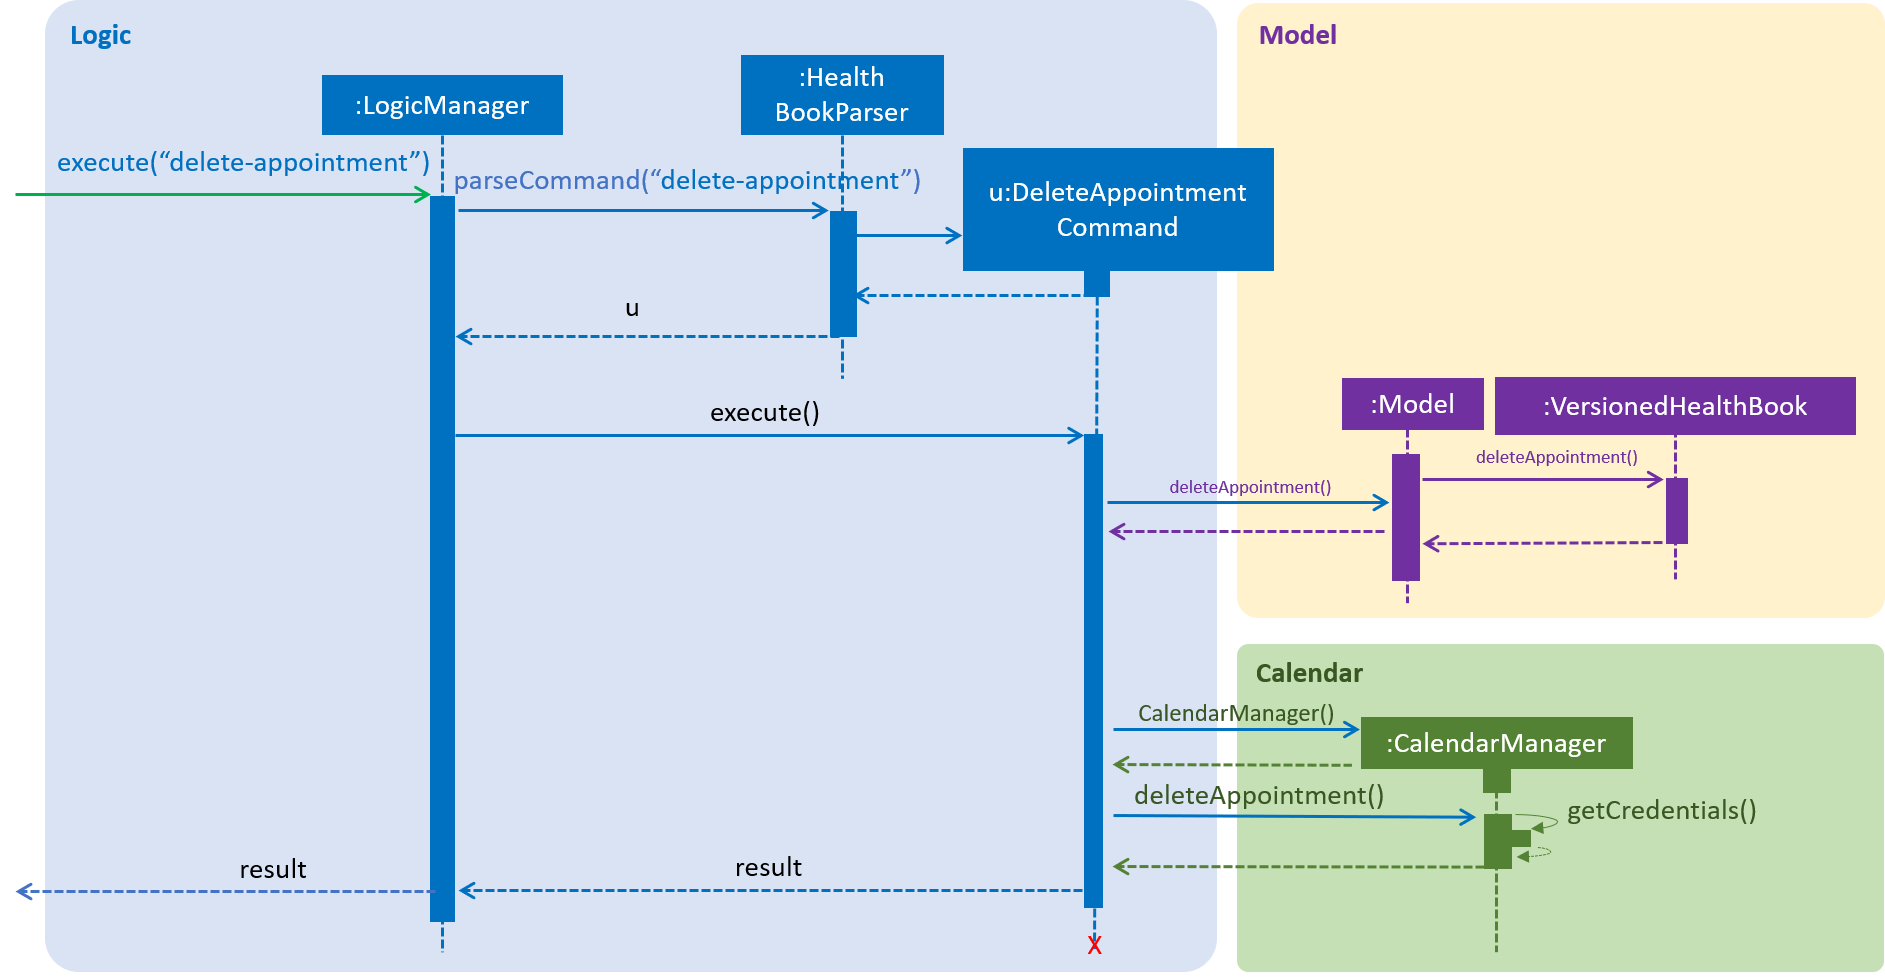 Logic
Model
:LogicManager
:Health
BookParser
execute(“delete-appointment”)
parseCommand(“delete-appointment”)
u:DeleteAppointment
Command
u
execute()
:Model
:VersionedHealthBook
deleteAppointment()
deleteAppointment()
Calendar
CalendarManager()
:CalendarManager
deleteAppointment()
getCredentials()
result
result
X